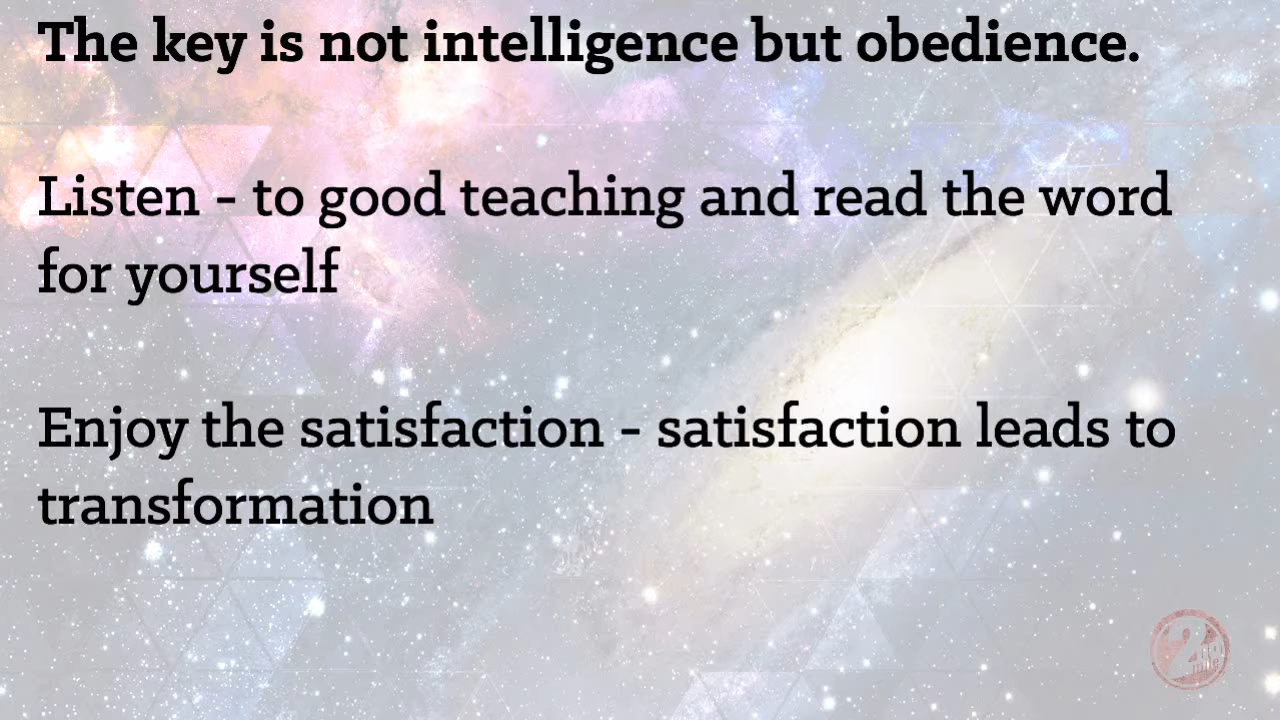 The key is not intelligence but obedience.
Listen - to good teaching and read the word
for yourself
Enjoy the satisfaction - satisfaction leads to
transformation
2